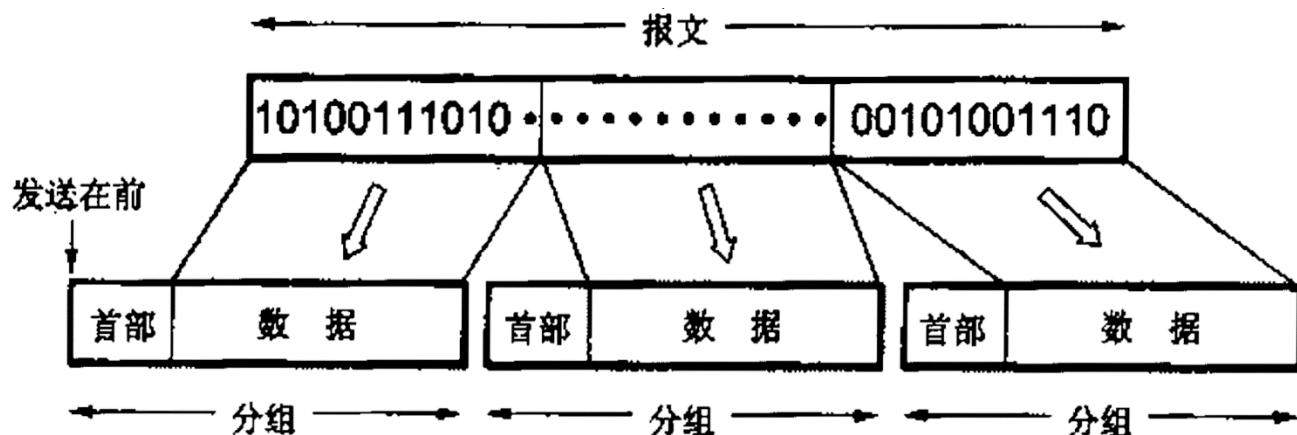 报文
10100111010············00101001110
发送在前
首部 数据 首部 数据 首部 数据
分组 分组 分组